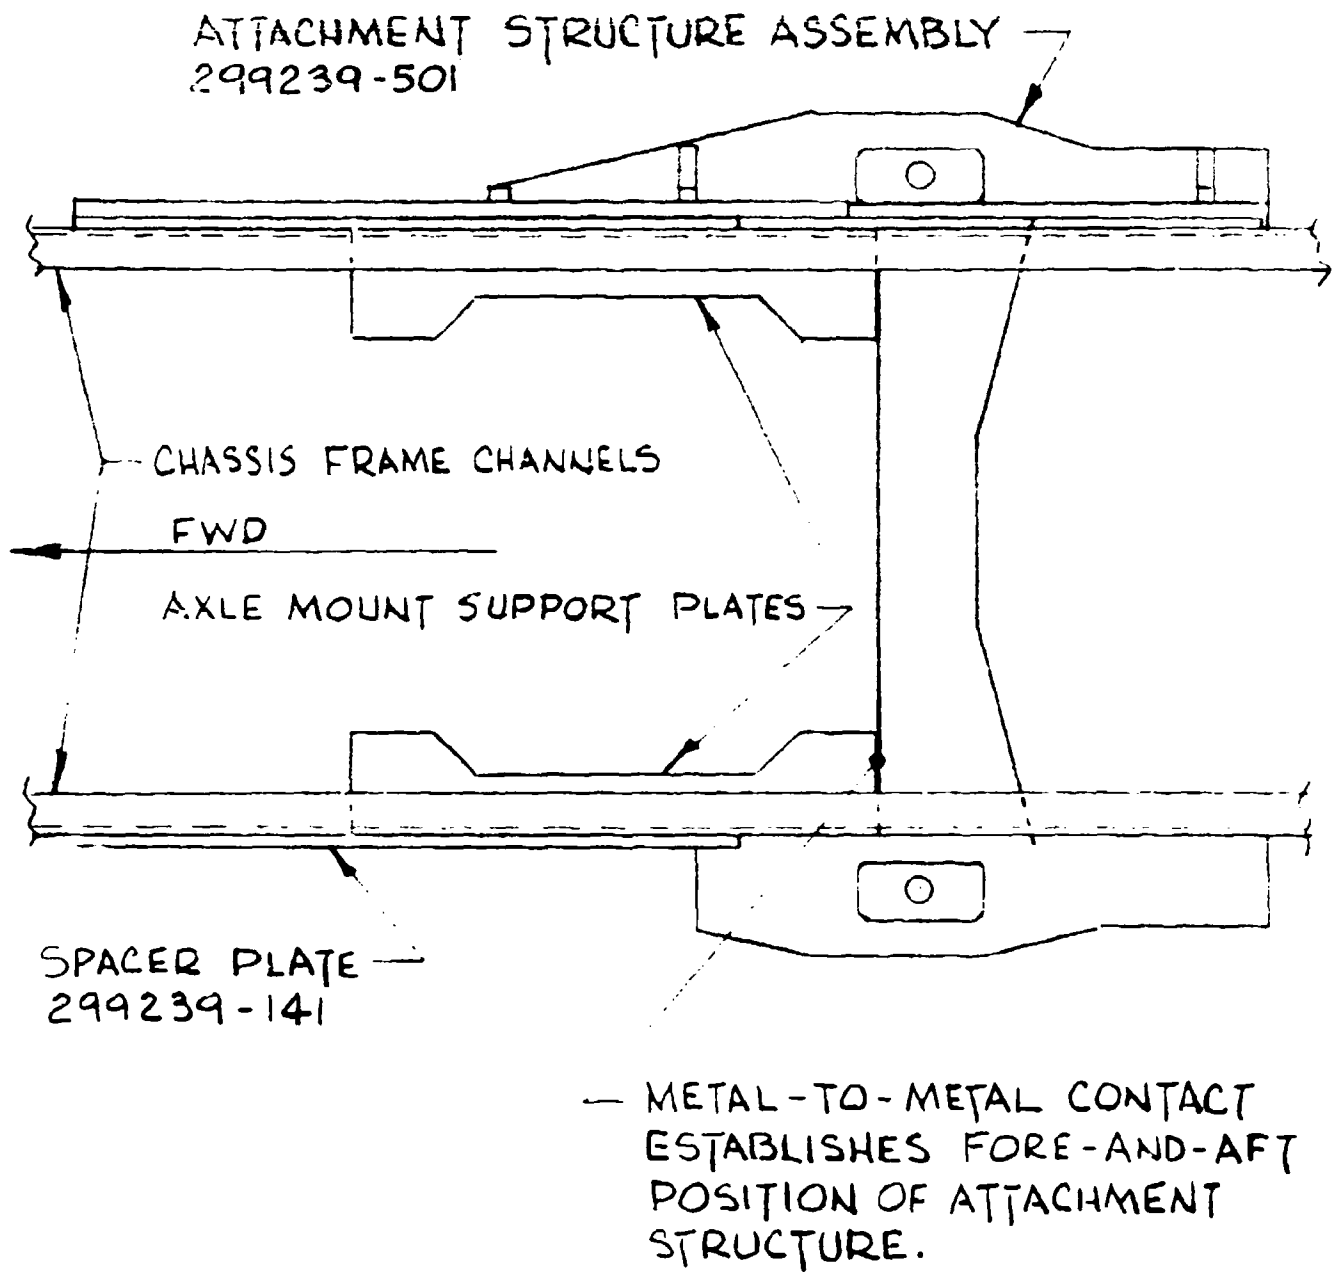 ATTACHMENT STRUCTURE ASSEMBLY
299239-501
CHASSIS FRAME CHANNELS
FWD
AXLE MOUNT SUPPORT PLATES
SPACER PLATE
299239-141
METAL-TO-METAL CONTACT
ESTABLISHES FORE-AND-AFT
POSITION OF ATTACHMENT
STRUCTURE.